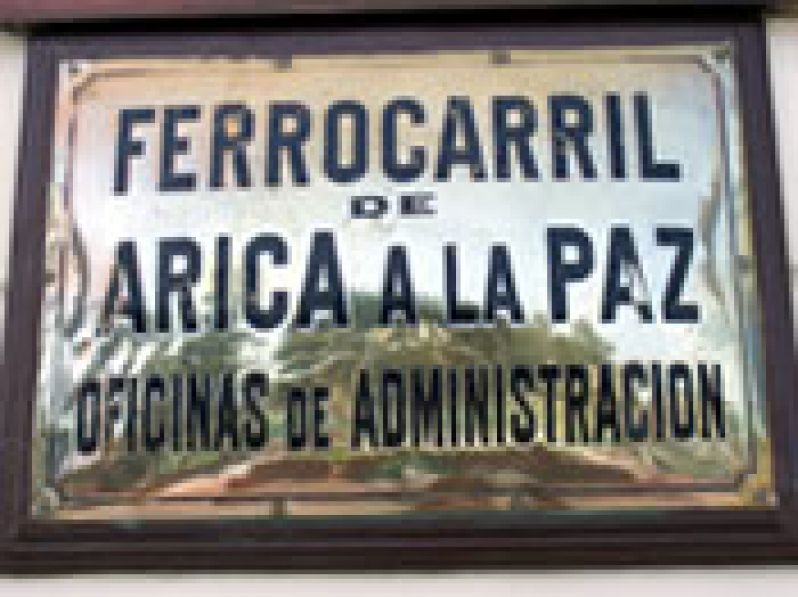 FERROCARRIL
DE
ARICA A LA PAZ
OFICINAS DE ADMINISTRACION